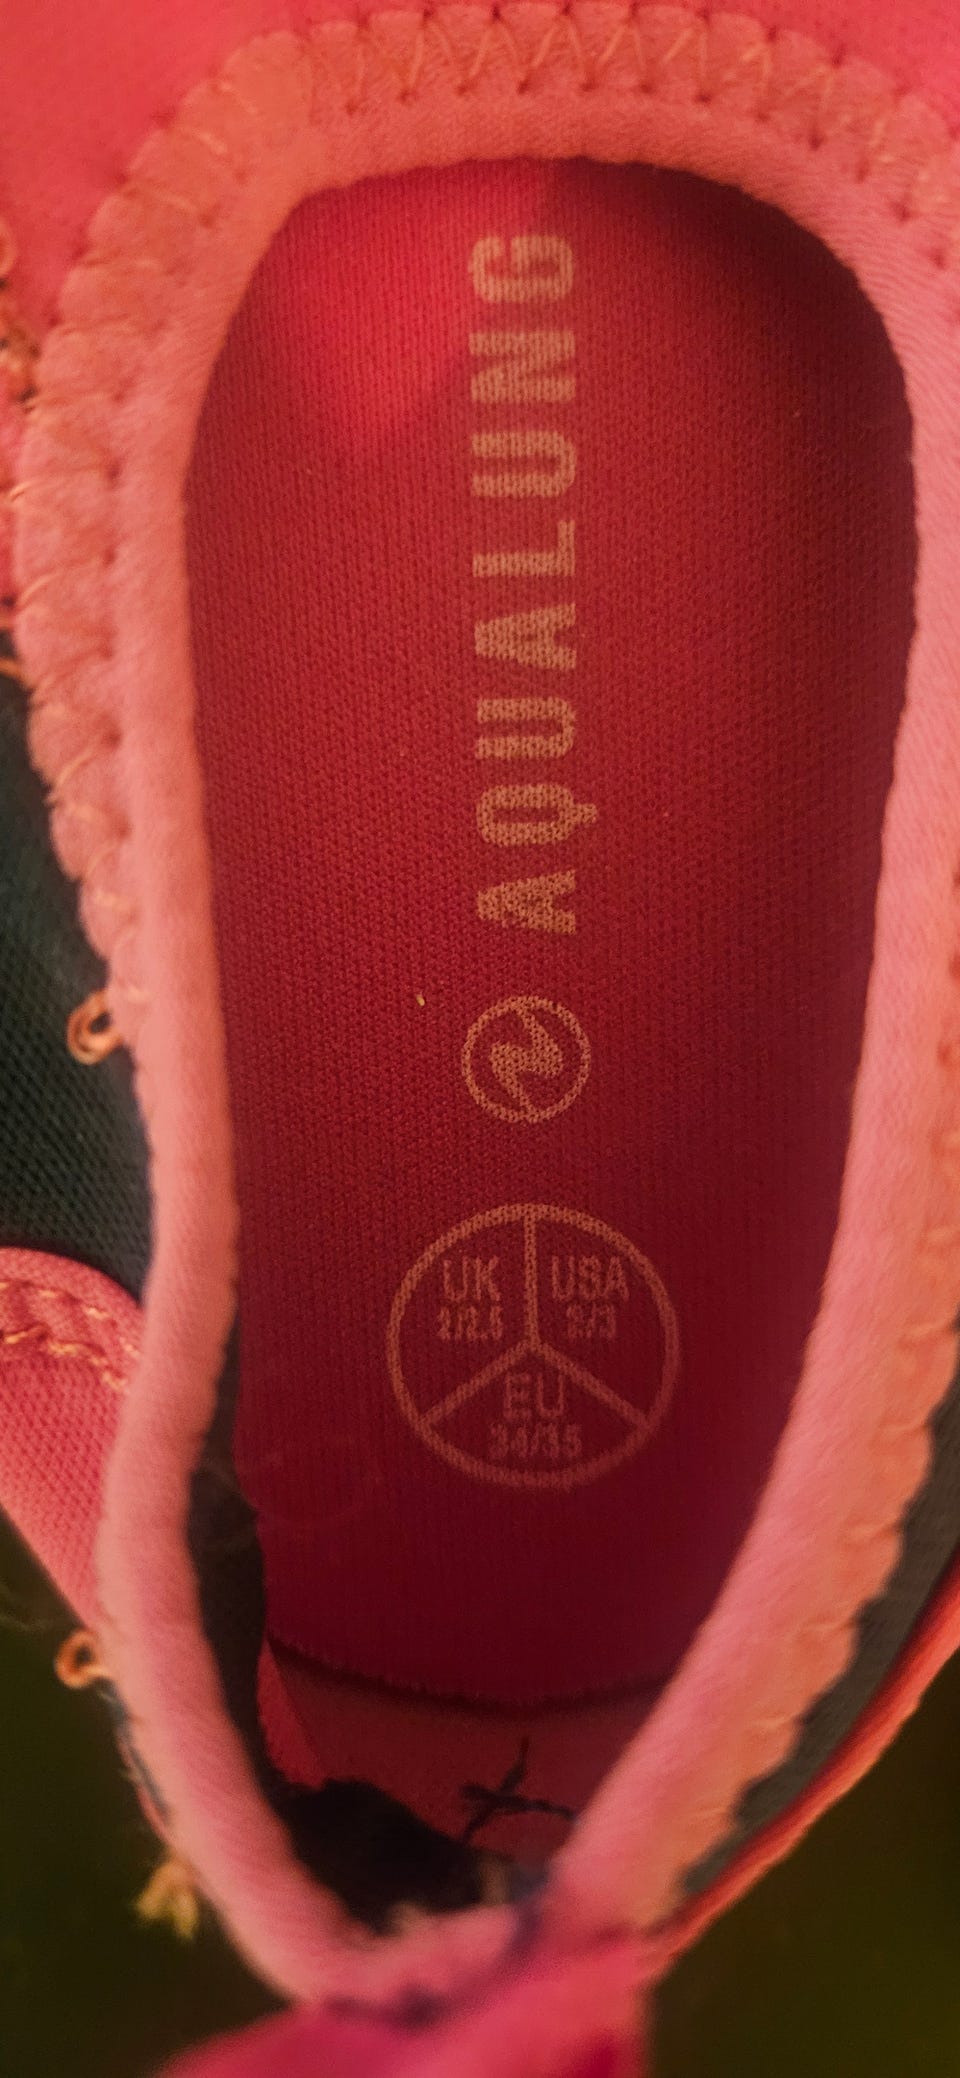 AQUALUNG
UK
2/2.5
USA
2/3
EU
34/35